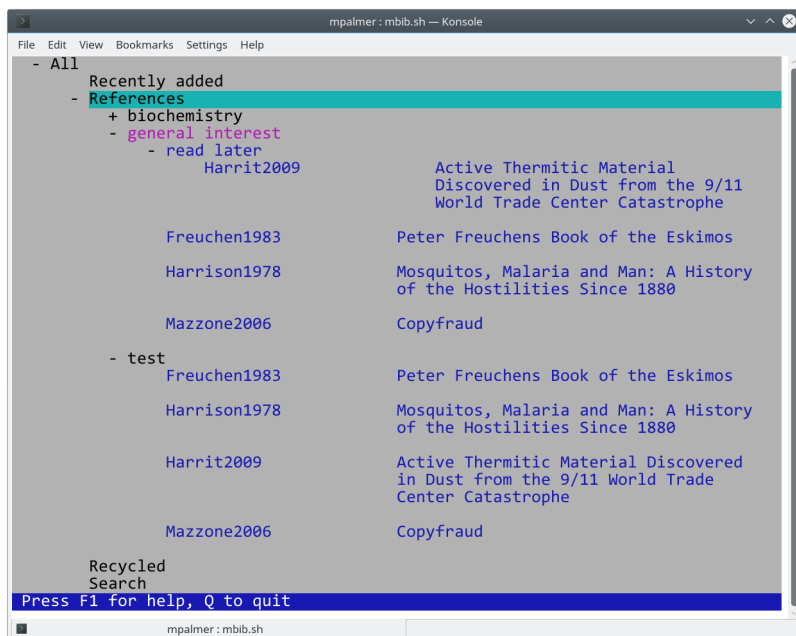 mpalmer : mbib.sh — Konsole
File Edit View Bookmarks Settings Help
- All
Recently added
- References
+ biochemistry
- general interest
- read later
Harrit2009 Active Thermitic Material
Discovered in Dust from the 9/11
World Trade Center Catastrophe
Freuchen1983 Peter Freuchens Book of the Eskimos
Harrison1978 Mosquitos, Malaria and Man: A History
of the Hostilities Since 1880
Mazzone2006 Copyfraud
- test
Freuchen1983 Peter Freuchens Book of the Eskimos
Harrison1978 Mosquitos, Malaria and Man: A History
of the Hostilities Since 1880
Harrit2009 Active Thermitic Material Discovered
in Dust from the 9/11 World Trade
Center Catastrophe
Mazzone2006 Copyfraud
Recycled
Search
Press F1 for help, Q to quit
mpalmer : mbib.sh